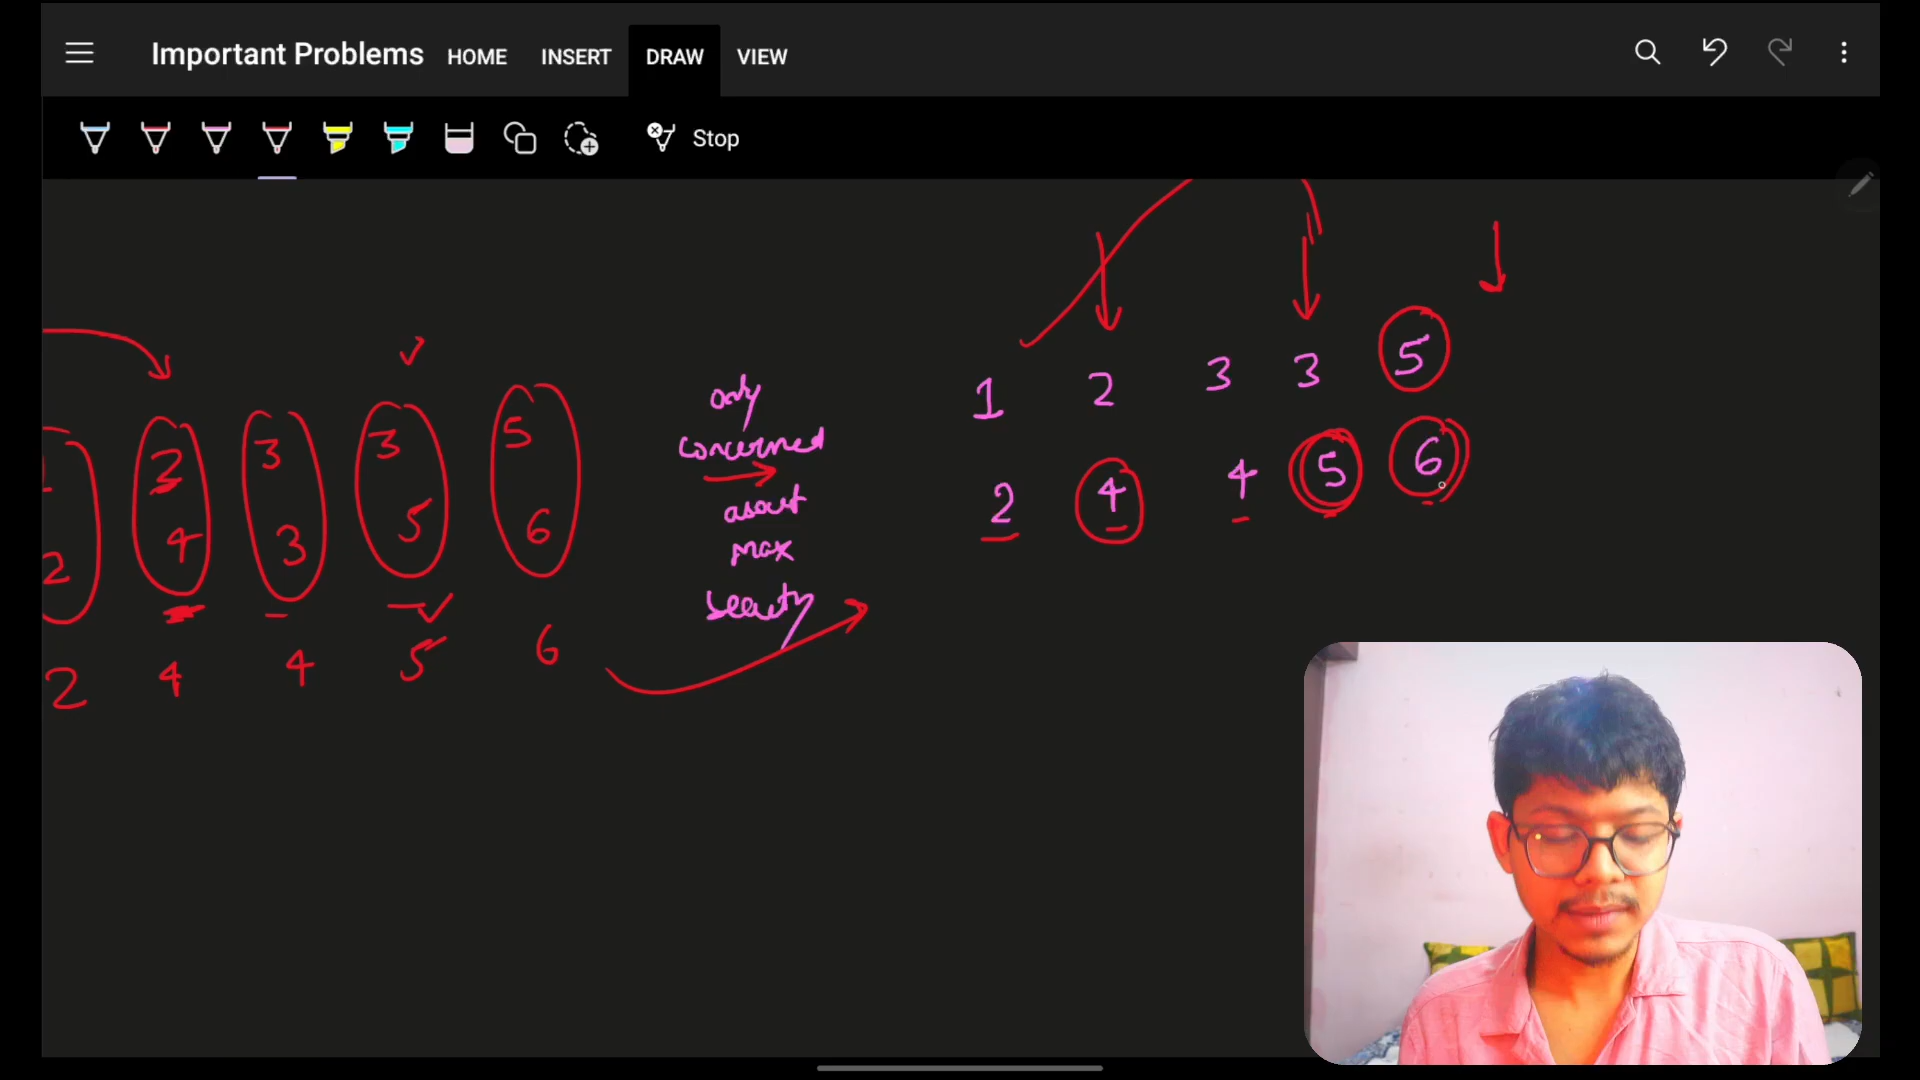 Important Problems HOME INSERT DRAW VIEW
Stop
1 2 3 3 5
2 4 4 5 6
only
concerned
about
max
beauty
3 3 5
2 4 3 5 6
2 4 4 5 6